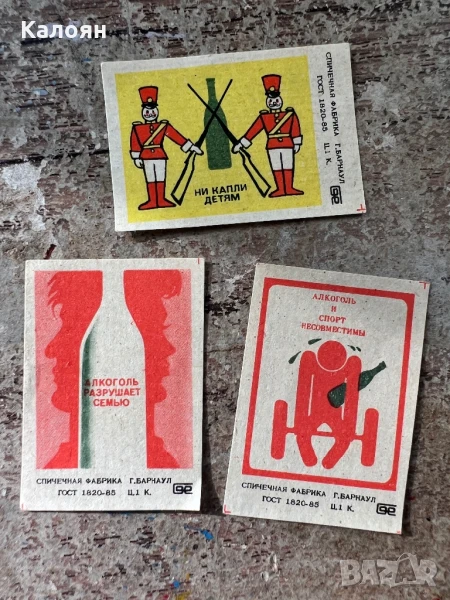 Калоян
НИ КАПЛИ
ДЕТЯМ
СПИЧЕЧНАЯ ФАБРИКА Г.БАРНАУЛ
ГОСТ 1820-85 Ц.1 К.
АЛКОГОЛЬ
РАЗРУШАЕТ
СЕМЬЮ
СПИЧЕЧНАЯ ФАБРИКА Г.БАРНАУЛ
ГОСТ 1820-85 Ц.1 К.
АЛКОГОЛЬ
И
СПОРТ
НЕСОВМЕСТИМЫ
СПИЧЕЧНАЯ ФАБРИКА Г.БАРНАУЛ
ГОСТ 1820-85 Ц.1 К.
BAZAR